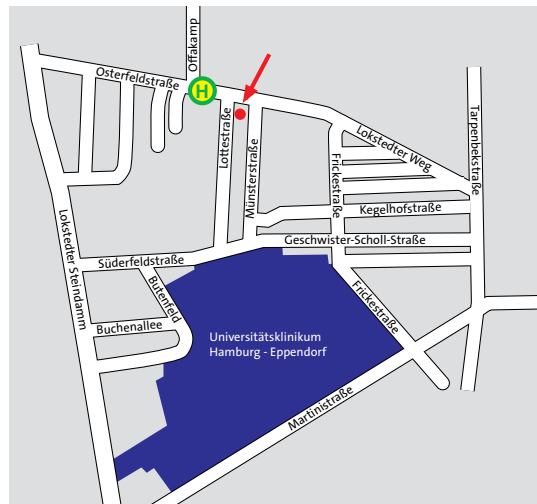 Offakamp
Osterfeldstraße
H
Lottestraße
Münsterstraße
Lokstedter Weg
Frickestraße
Tarpenbekstraße
Kegelhofstraße
Geschwister-Scholl-Straße
Lokstedter Steindamm
Süderfeldstraße
Butenfeld
Buchenallee
Frickestraße
Universitätsklinikum
Hamburg - Eppendorf
Martinistraße